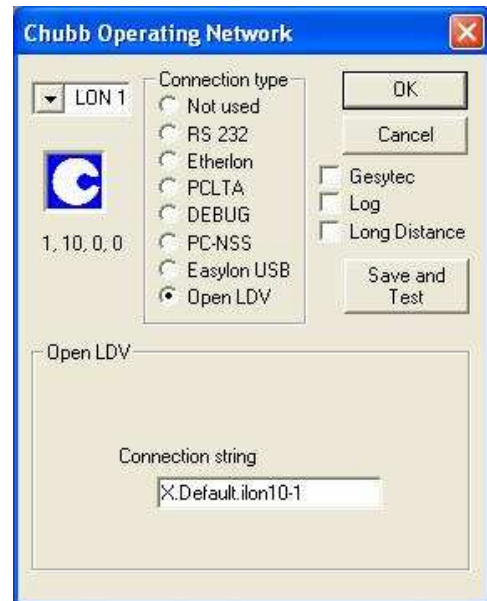 Chubb Operating Network
LON 1
1, 10, 0, 0
Connection type
Not used
RS 232
Etherlon
PCLTA
DEBUG
PC-NSS
Easylon USB
Open LDV
OK
Cancel
Gesytec
Log
Long Distance
Save and
Test
Open LDV
Connection string
X.Default.ilon10-1